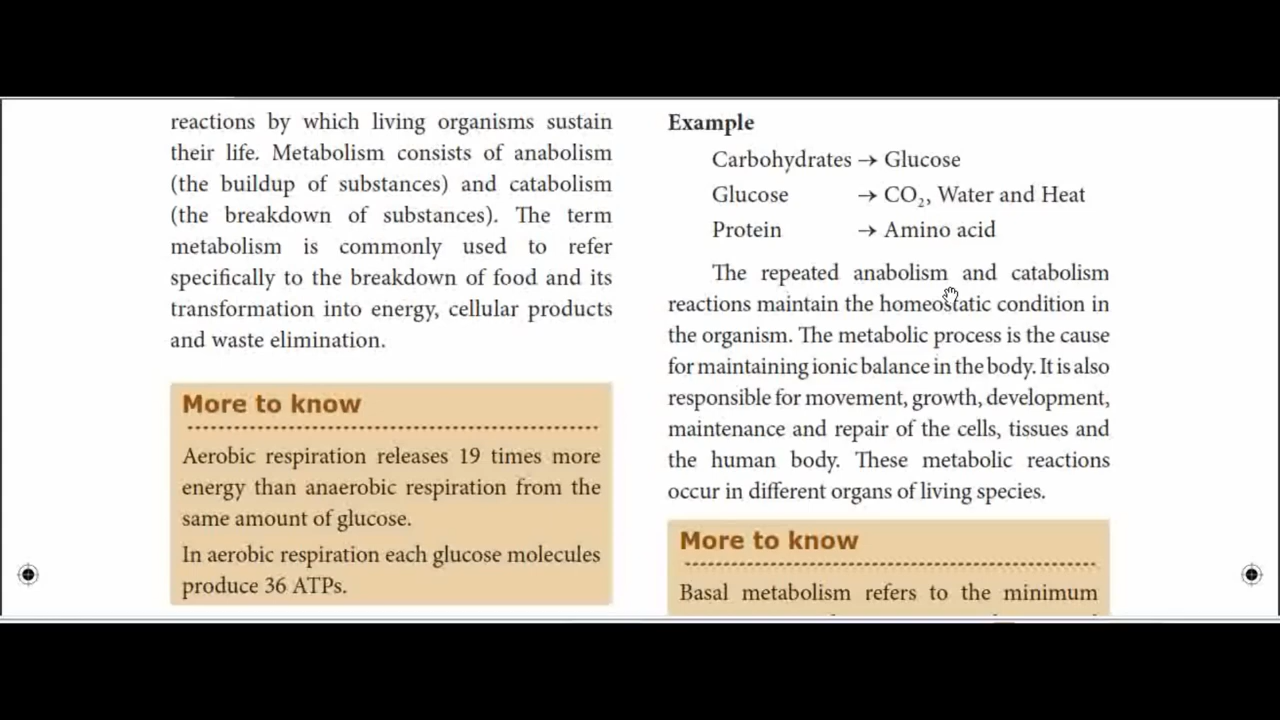 reactions by which living organisms sustain
their life. Metabolism consists of anabolism
(the buildup of substances) and catabolism
(the breakdown of substances). The term
metabolism is commonly used to refer
specifically to the breakdown of food and its
transformation into energy, cellular products
and waste elimination.
More to know
Aerobic respiration releases 19 times more
energy than anaerobic respiration from the
same amount of glucose.
In aerobic respiration each glucose molecules
produce 36 ATPs.
Example
Carbohydrates → Glucose
Glucose → CO₂, Water and Heat
Protein → Amino acid
The repeated anabolism and catabolism
reactions maintain the homeostatic condition in
the organism. The metabolic process is the cause
for maintaining ionic balance in the body. It is also
responsible for movement, growth, development,
maintenance and repair of the cells, tissues and
the human body. These metabolic reactions
occur in different organs of living species.
More to know
Basal metabolism refers to the minimum